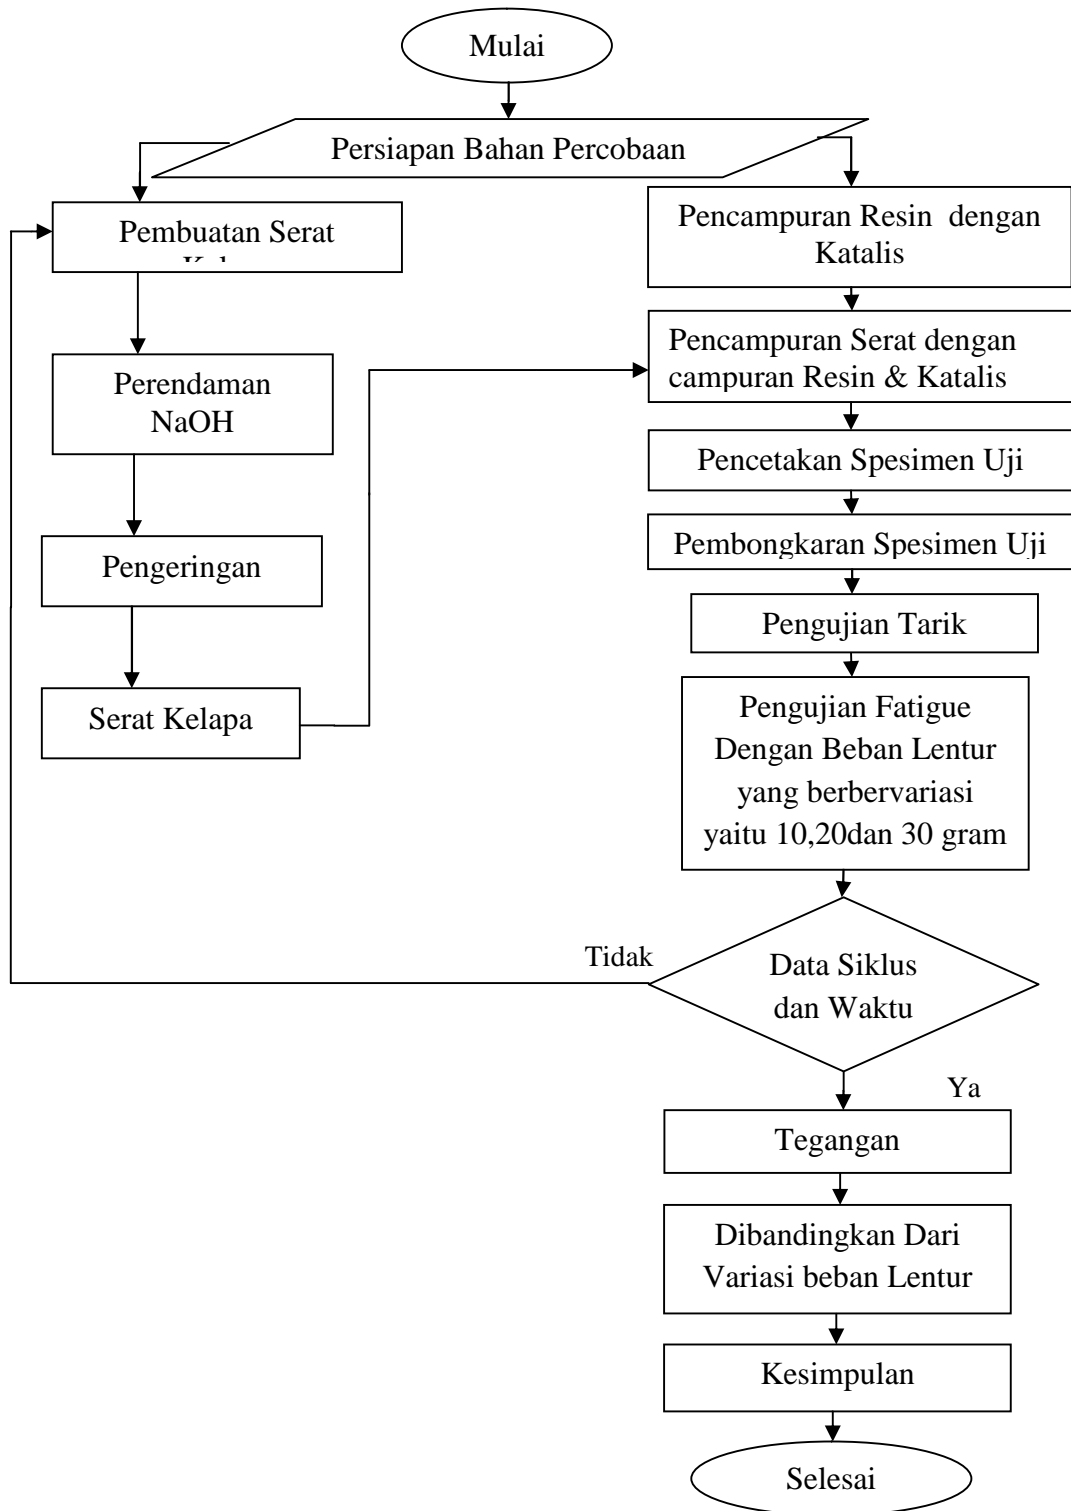 Mulai
Persiapan Bahan Percobaan
Pembuatan Serat
Perendaman
NaOH
Pengeringan
Serat Kelapa
Pencampuran Resin dengan
Katalis
Pencampuran Serat dengan
campuran Resin & Katalis
Pencetakan Spesimen Uji
Pembongkaran Spesimen Uji
Pengujian Tarik
Pengujian Fatigue
Dengan Beban Lentur
yang berbervariasi
yaitu 10,20dan 30 gram
Tidak
Data Siklus
dan Waktu
Ya
Tegangan
Dibandingkan Dari
Variasi beban Lentur
Kesimpulan
Selesai